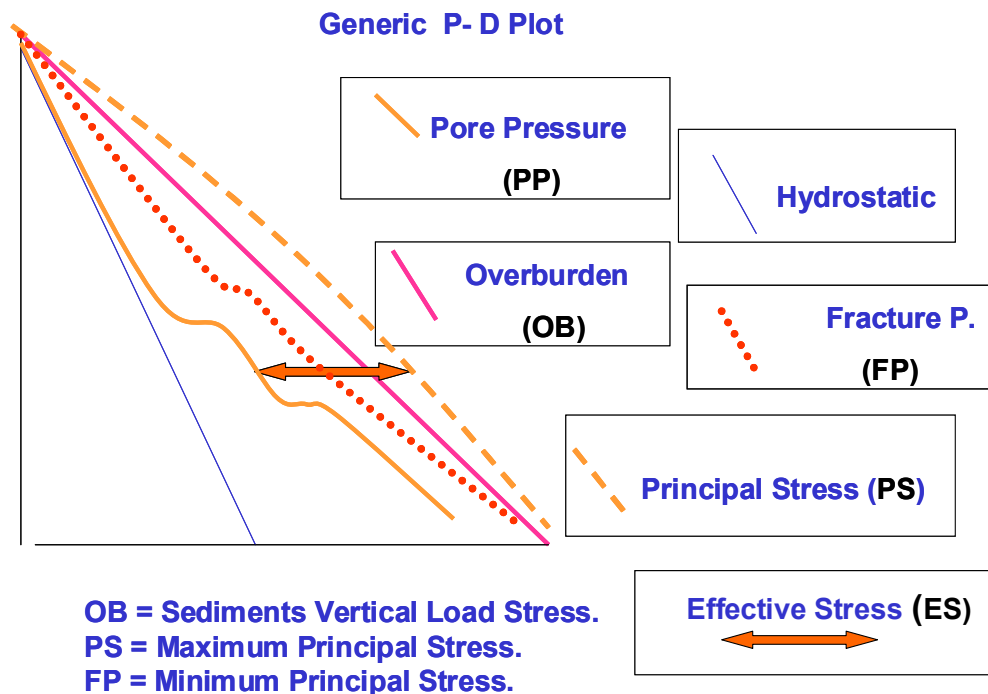 Generic P- D Plot
Pore Pressure
(PP)
Hydrostatic
Overburden
(OB)
Fracture P.
(FP)
Principal Stress (PS)
Effective Stress (ES)
OB = Sediments Vertical Load Stress.
PS = Maximum Principal Stress.
FP = Minimum Principal Stress.